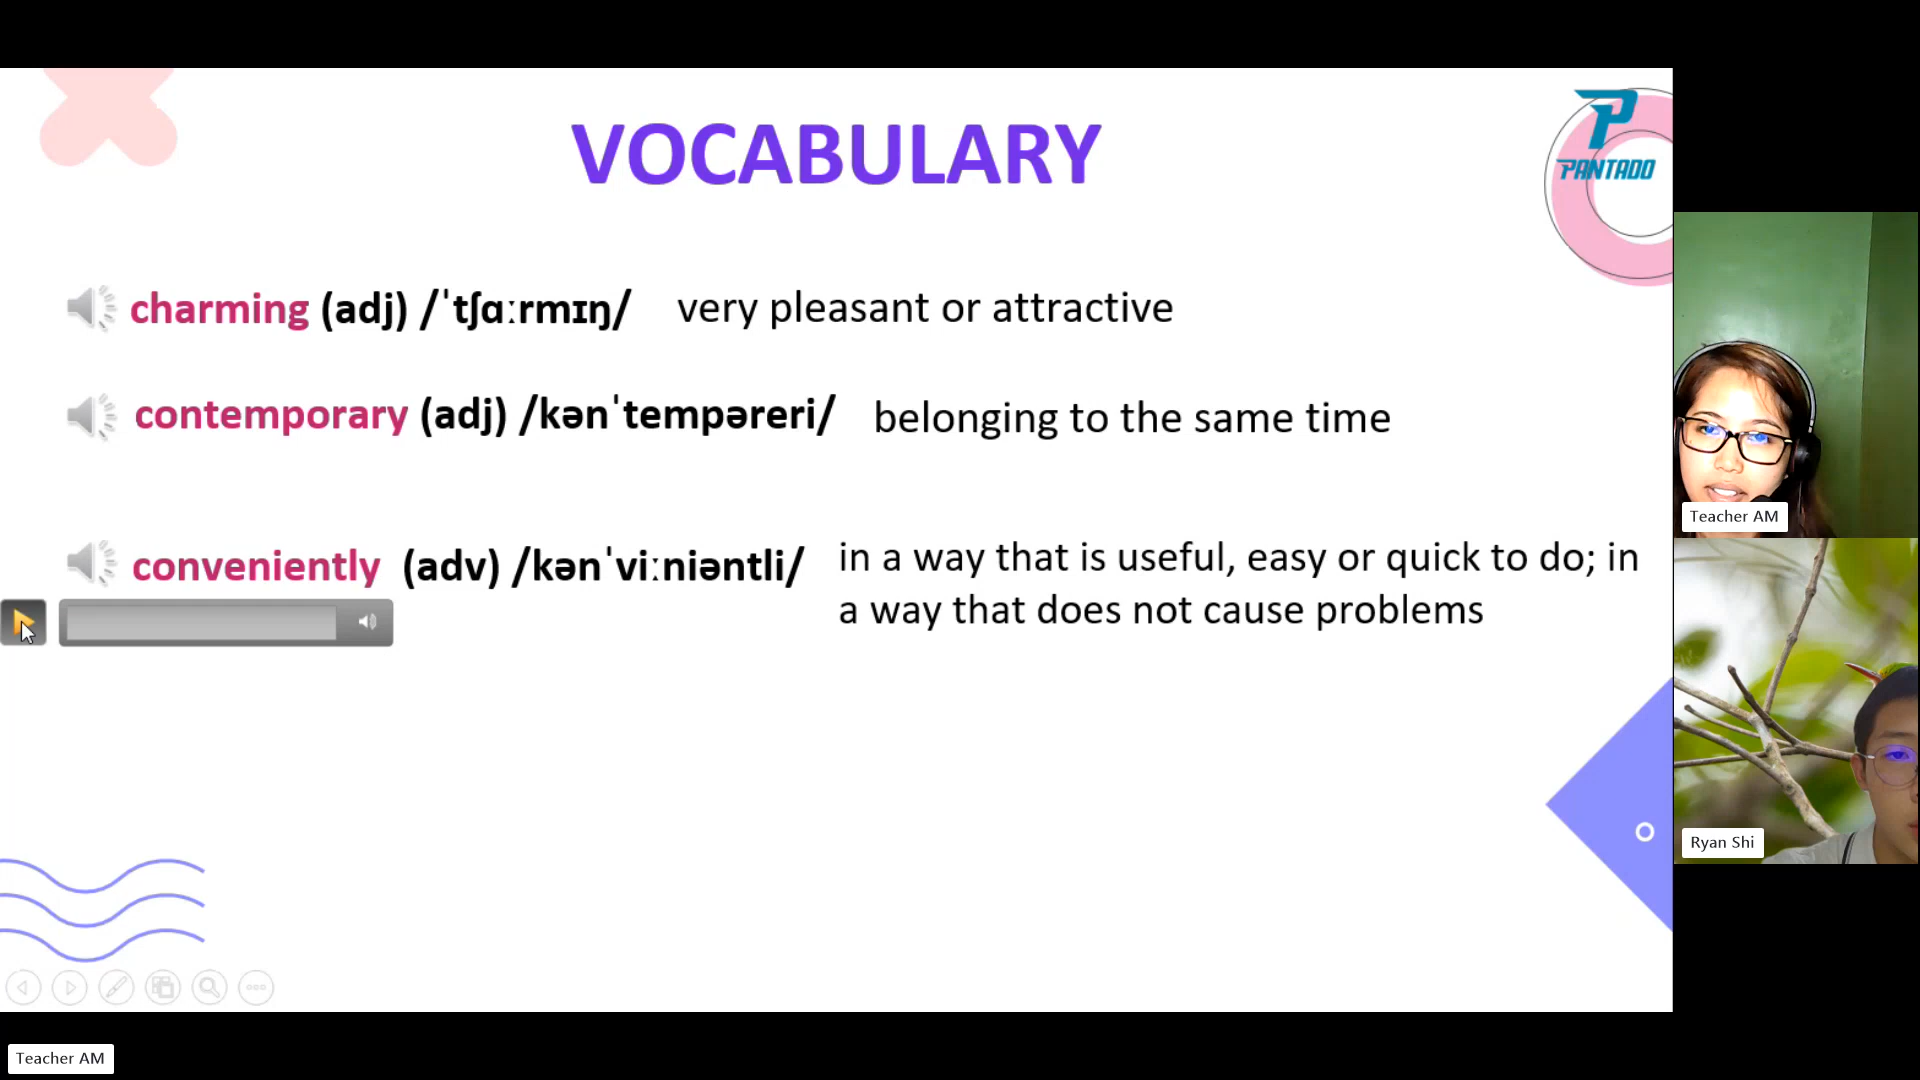 VOCABULARY
PANTADO
charming (adj) /ˈtʃɑːrmɪŋ/ very pleasant or attractive
contemporary (adj) /kənˈtempəreri/ belonging to the same time
conveniently (adv) /kənˈviːniəntli/ in a way that is useful, easy or quick to do; in
a way that does not cause problems
Teacher AM
Ryan Shi
Teacher AM